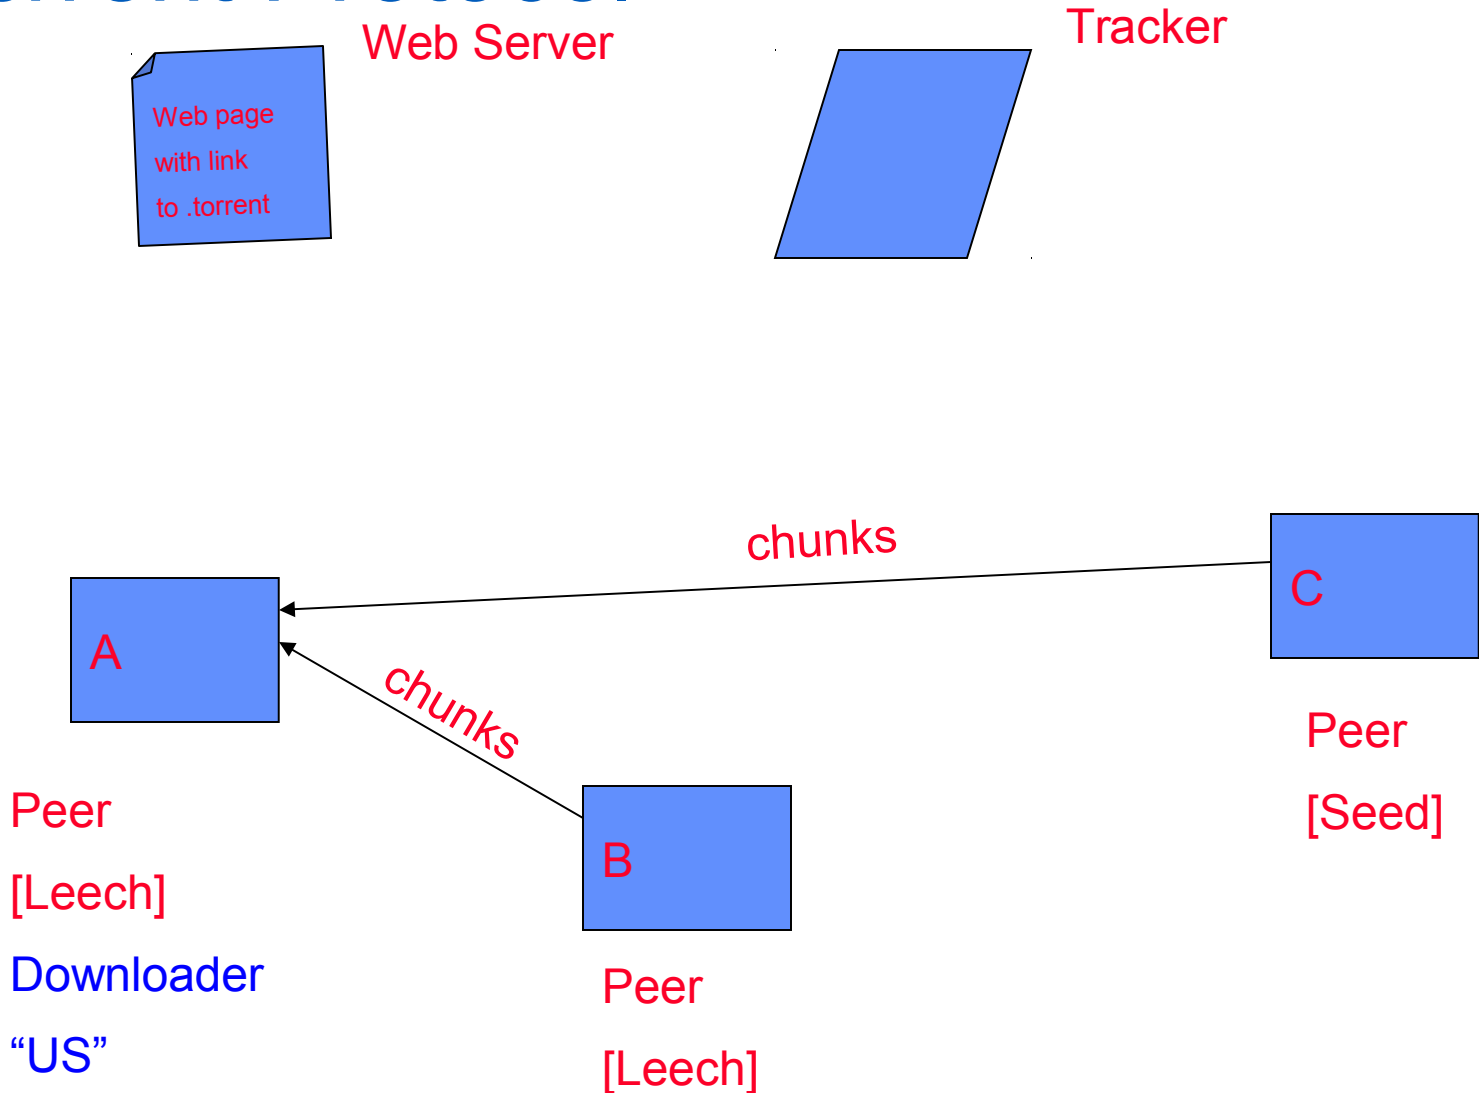 Web Server
Tracker
Web page
with link
to .torrent
chunks
C
A
chunks
Peer
[Seed]
Peer
[Leech]
Downloader
“US”
B
Peer
[Leech]